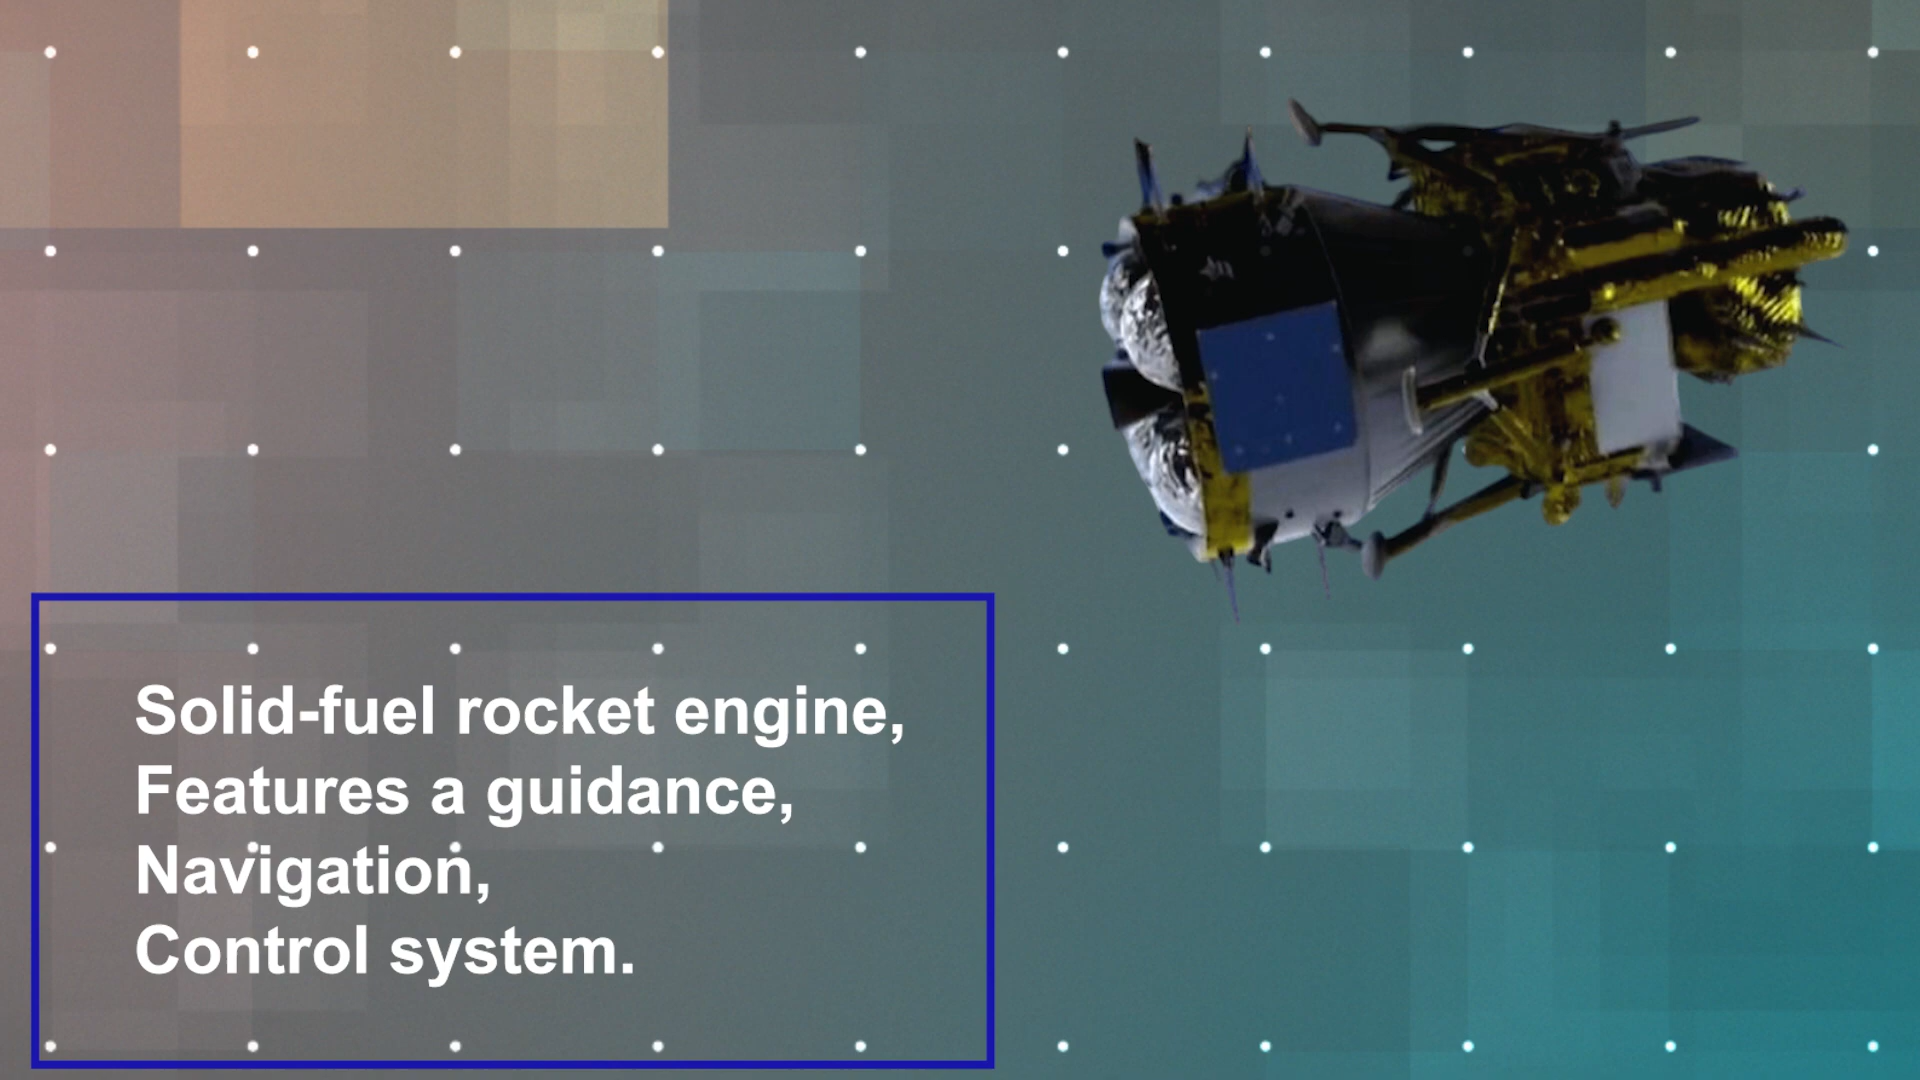 Solid-fuel rocket engine,
Features a guidance,
Navigation,
Control system.